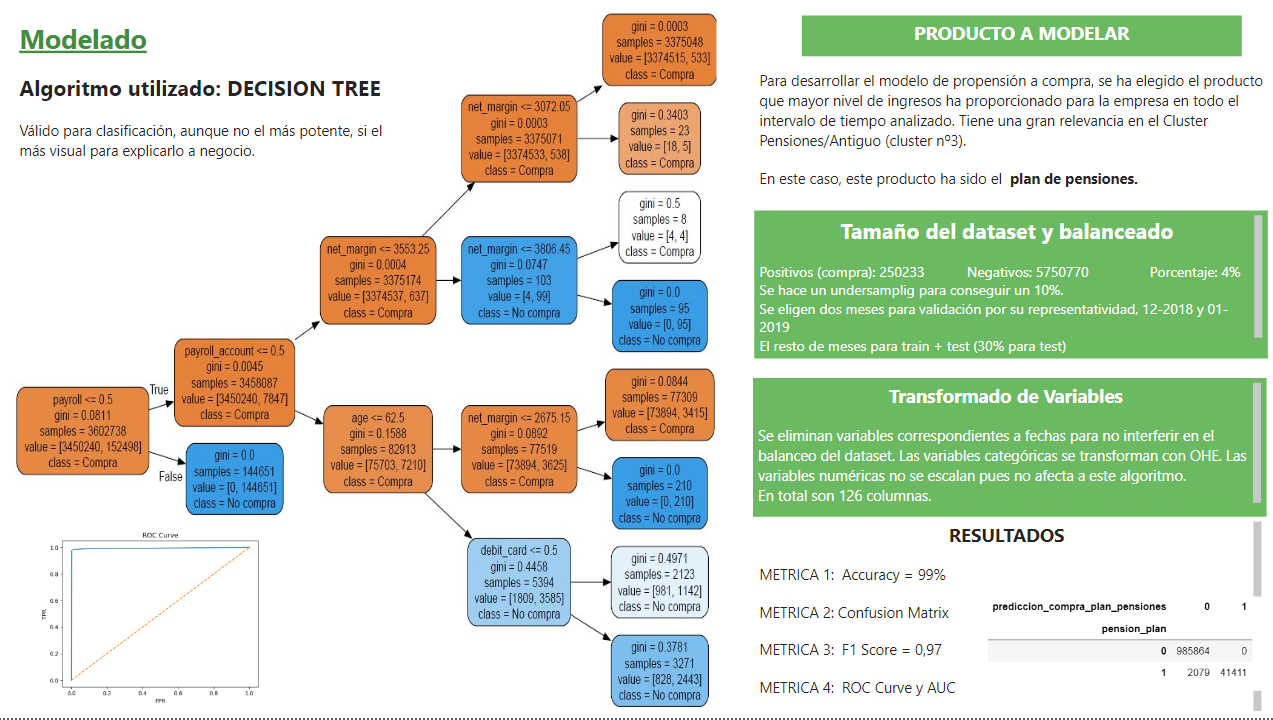 Modelado
Algoritmo utilizado: DECISION TREE
Válido para clasificación, aunque no el más potente, si el
más visual para explicarlo a negocio.
payroll <= 0.5
gini = 0.0811
samples = 3602738
value = [3450240, 152498]
class = Compra
True
False
payroll_account <= 0.5
gini = 0.0045
samples = 3458087
value = [3450240, 7847]
class = Compra
gini = 0.0
samples = 144651
value = [0, 144651]
class = No compra
net_margin <= 3553.25
gini = 0.0004
samples = 3375174
value = [3374537, 637]
class = Compra
age <= 62.5
gini = 0.1588
samples = 82913
value = [75703, 7210]
class = Compra
net_margin <= 3072.05
gini = 0.0003
samples = 3375071
value = [3374533, 538]
class = Compra
net_margin <= 3806.45
gini = 0.0747
samples = 103
value = [4, 99]
class = No compra
net_margin <= 2675.15
gini = 0.0892
samples = 77519
value = [73894, 3625]
class = Compra
debit_card <= 0.5
gini = 0.4458
samples = 5394
value = [1809, 3585]
class = No compra
gini = 0.0003
samples = 3375048
value = [3374515, 533]
class = Compra
gini = 0.3403
samples = 23
value = [18, 5]
class = Compra
gini = 0.5
samples = 8
value = [4, 4]
class = Compra
gini = 0.0
samples = 95
value = [0, 95]
class = No compra
gini = 0.0844
samples = 77309
value = [73894, 3415]
class = Compra
gini = 0.0
samples = 210
value = [0, 210]
class = No compra
gini = 0.4971
samples = 2123
value = [981, 1142]
class = No compra
gini = 0.3781
samples = 3271
value = [828, 2443]
class = No compra
ROC Curve
TPR
1.0
0.8
0.6
0.4
0.2
0.0
0.0 0.2 0.4 0.6 0.8 1.0
FPR
PRODUCTO A MODELAR
Para desarrollar el modelo de propensión a compra, se ha elegido el producto
que mayor nivel de ingresos ha proporcionado para la empresa en todo el
intervalo de tiempo analizado. Tiene una gran relevancia en el Cluster
Pensiones/Antiguo (cluster nº3).
En este caso, este producto ha sido el plan de pensiones.
Tamaño del dataset y balanceado
Positivos (compra): 250233 Negativos: 5750770 Porcentaje: 4%
Se hace un undersamplig para conseguir un 10%.
Se eligen dos meses para validación por su representatividad, 12-2018 y 01-
2019
El resto de meses para train + test (30% para test)
Transformado de Variables
Se eliminan variables correspondientes a fechas para no interferir en el
balanceo del dataset. Las variables categóricas se transforman con OHE. Las
variables numéricas no se escalan pues no afecta a este algoritmo.
En total son 126 columnas.
RESULTADOS
METRICA 1: Accuracy = 99%
METRICA 2: Confusion Matrix
METRICA 3: F1 Score = 0,97
METRICA 4: ROC Curve y AUC
prediccion_compra_plan_pensiones 0 1
pension_plan
0 985864 0
1 2079 41411